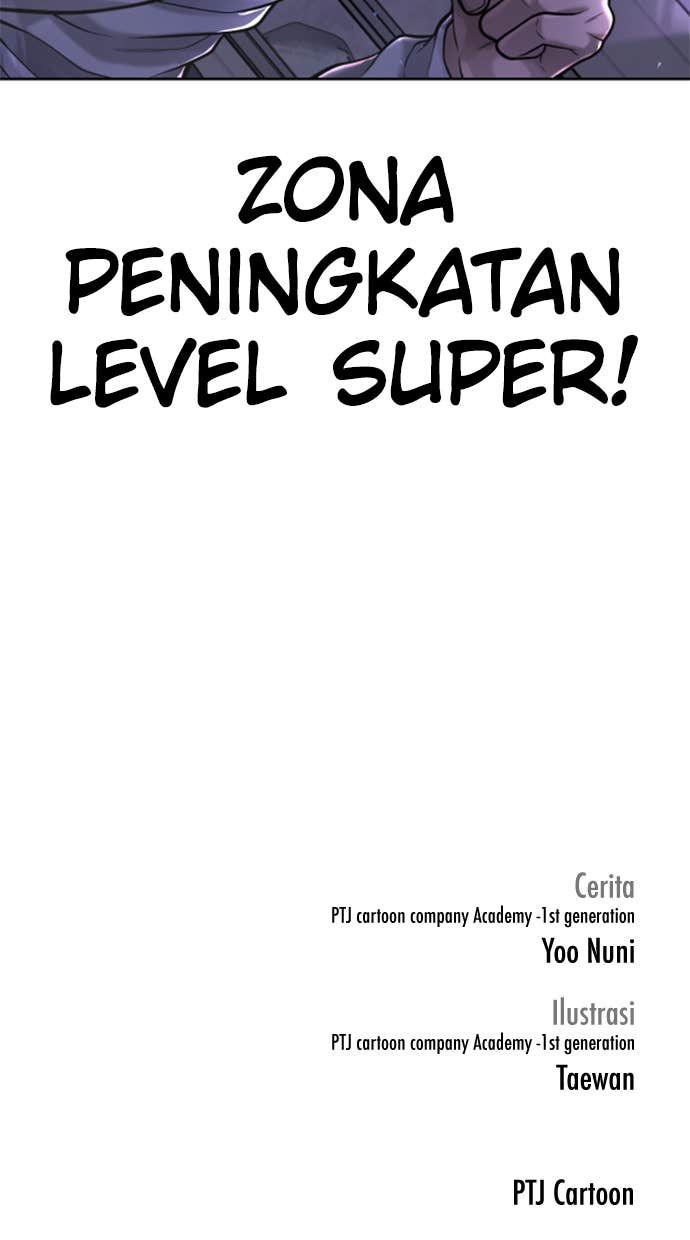 ZONA
PENINGKATAN
LEVEL SUPER!
Cerita
PTJ cartoon company Academy -1st generation
Yoo Nuni
Ilustrasi
PTJ cartoon company Academy -1st generation
Taewan
PTJ Cartoon